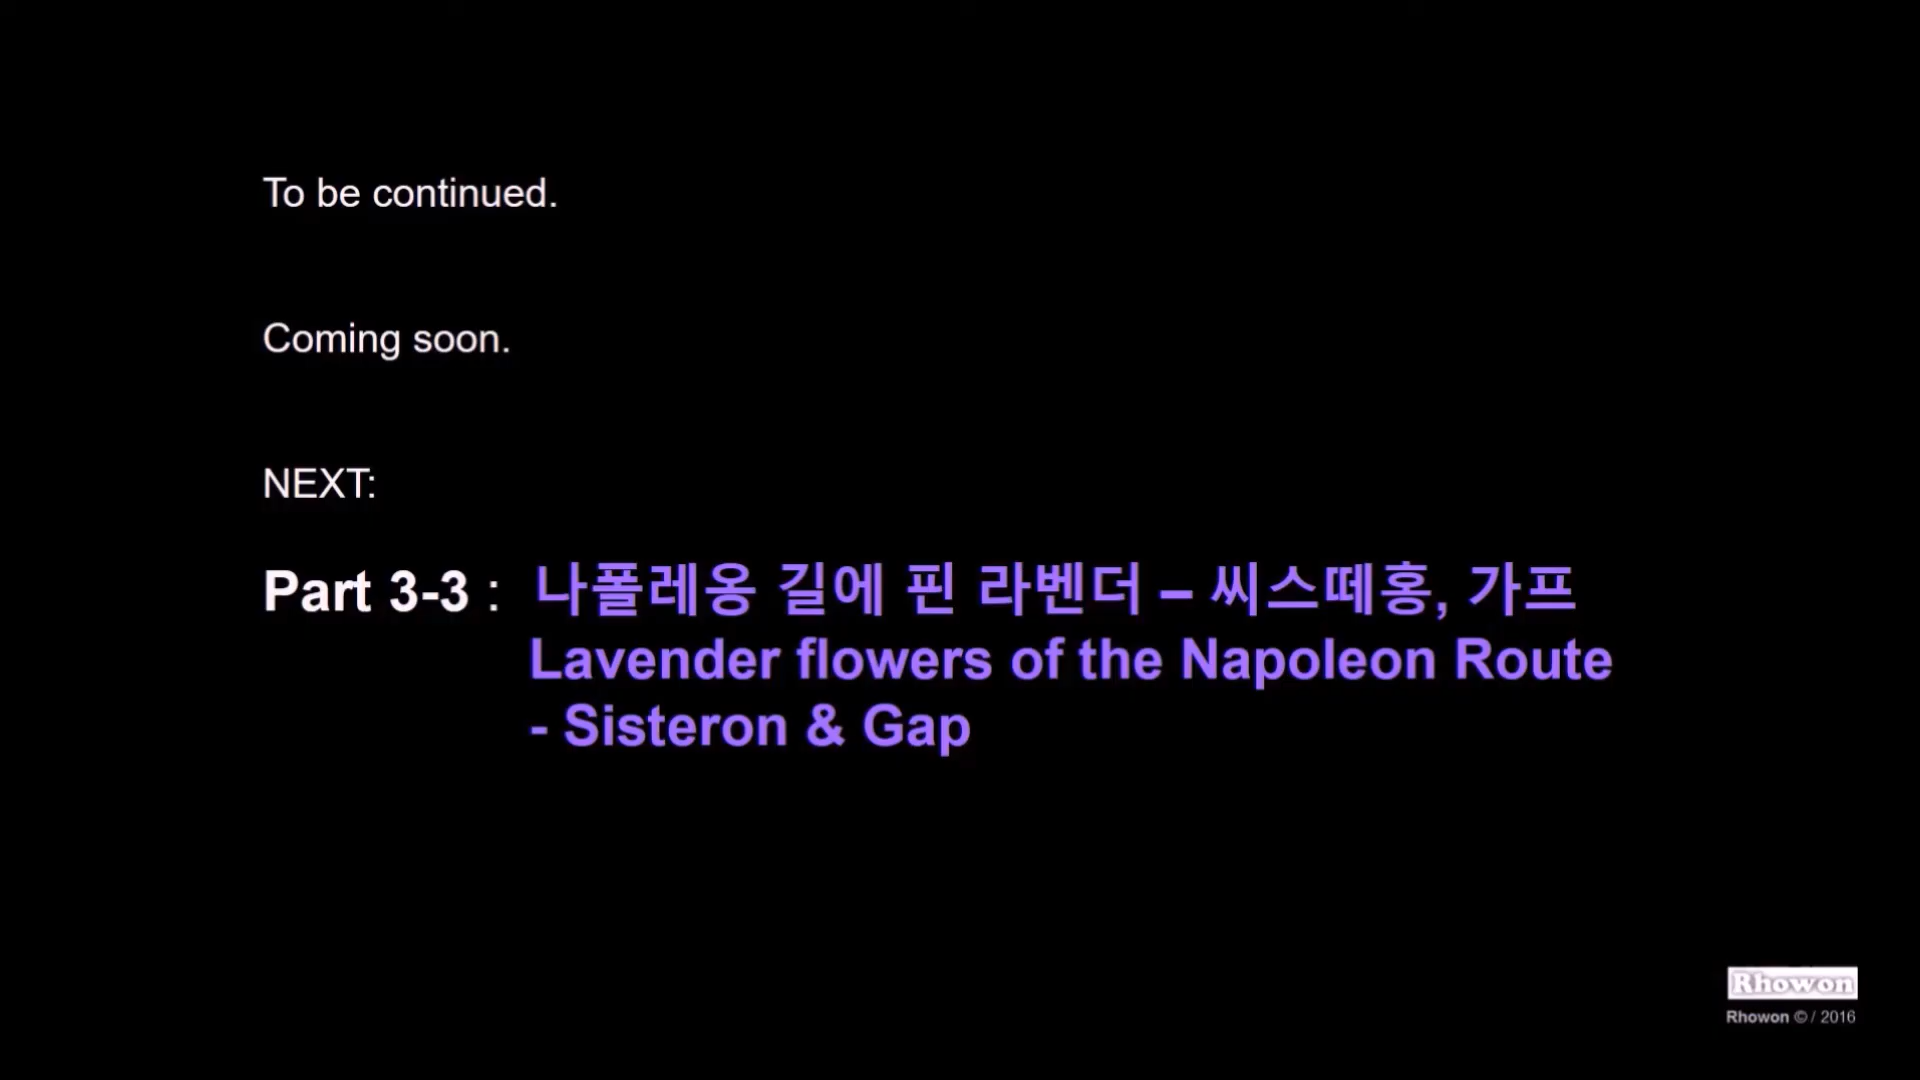 To be continued.
Coming soon.
NEXT:
Part 3-3 : 나폴레옹 길에 핀 라벤더 – 씨스떼홍, 가프
Lavender flowers of the Napoleon Route
- Sisteron & Gap
Rhowon
Rhowon © / 2016